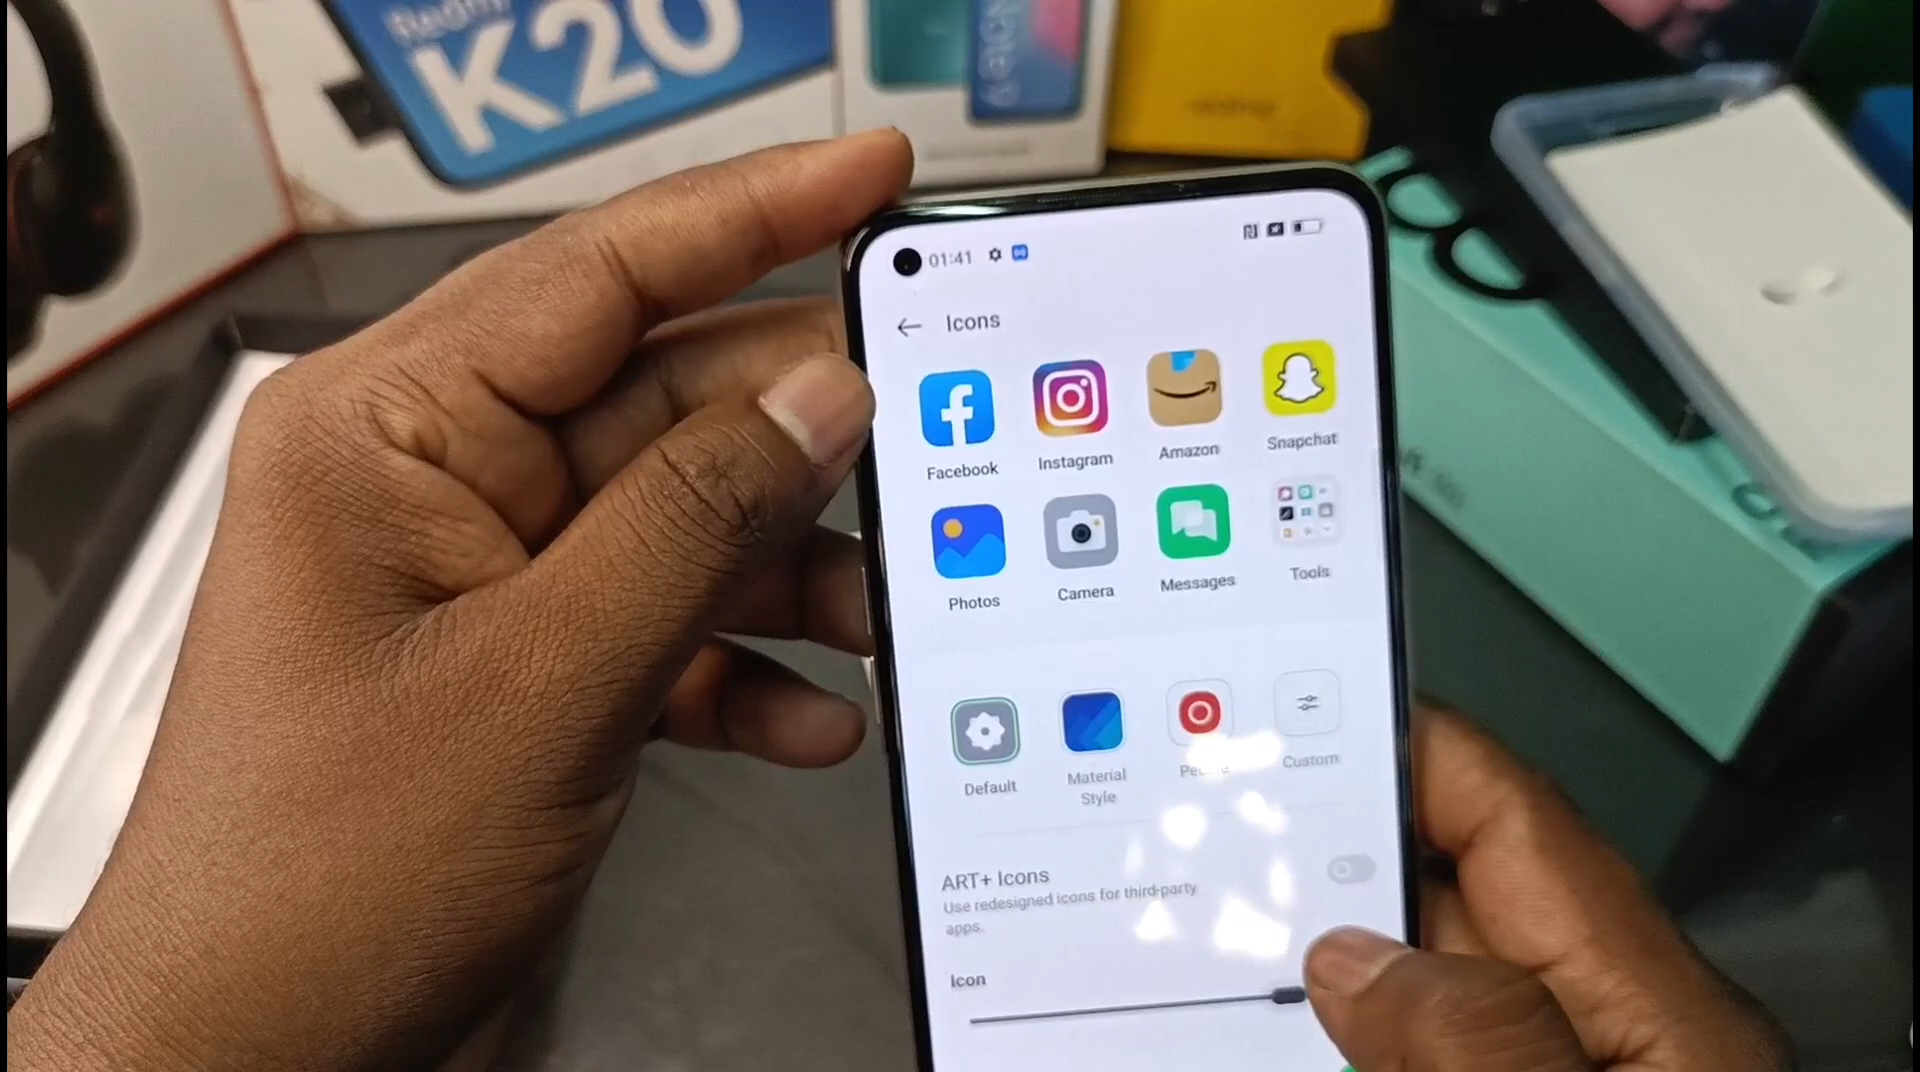 Redmi
K20
01:41
Icons
Facebook
Instagram
Amazon
Snapchat
Photos
Camera
Messages
Tools
Default
Material
Style
Custom
ART+ Icons
Use redesigned icons for third-party
apps.
Icon